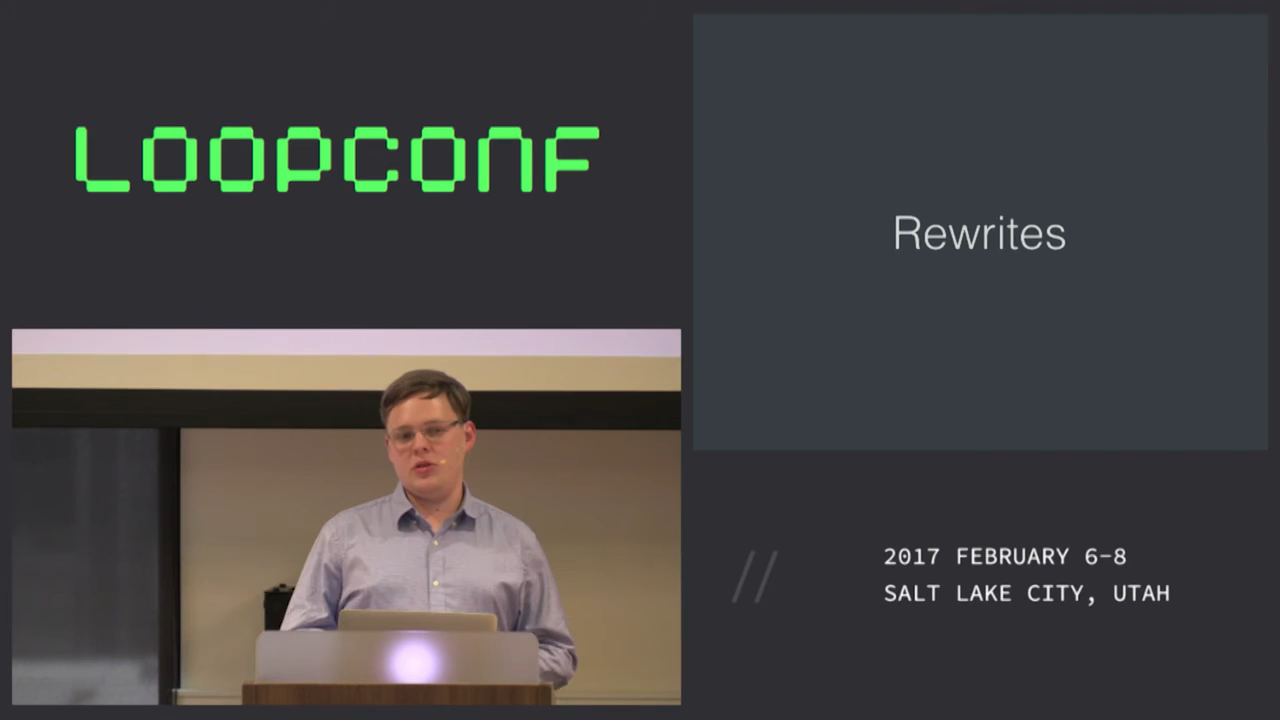 LOOPCONF
Rewrites
//
2017 FEBRUARY 6-8
SALT LAKE CITY, UTAH